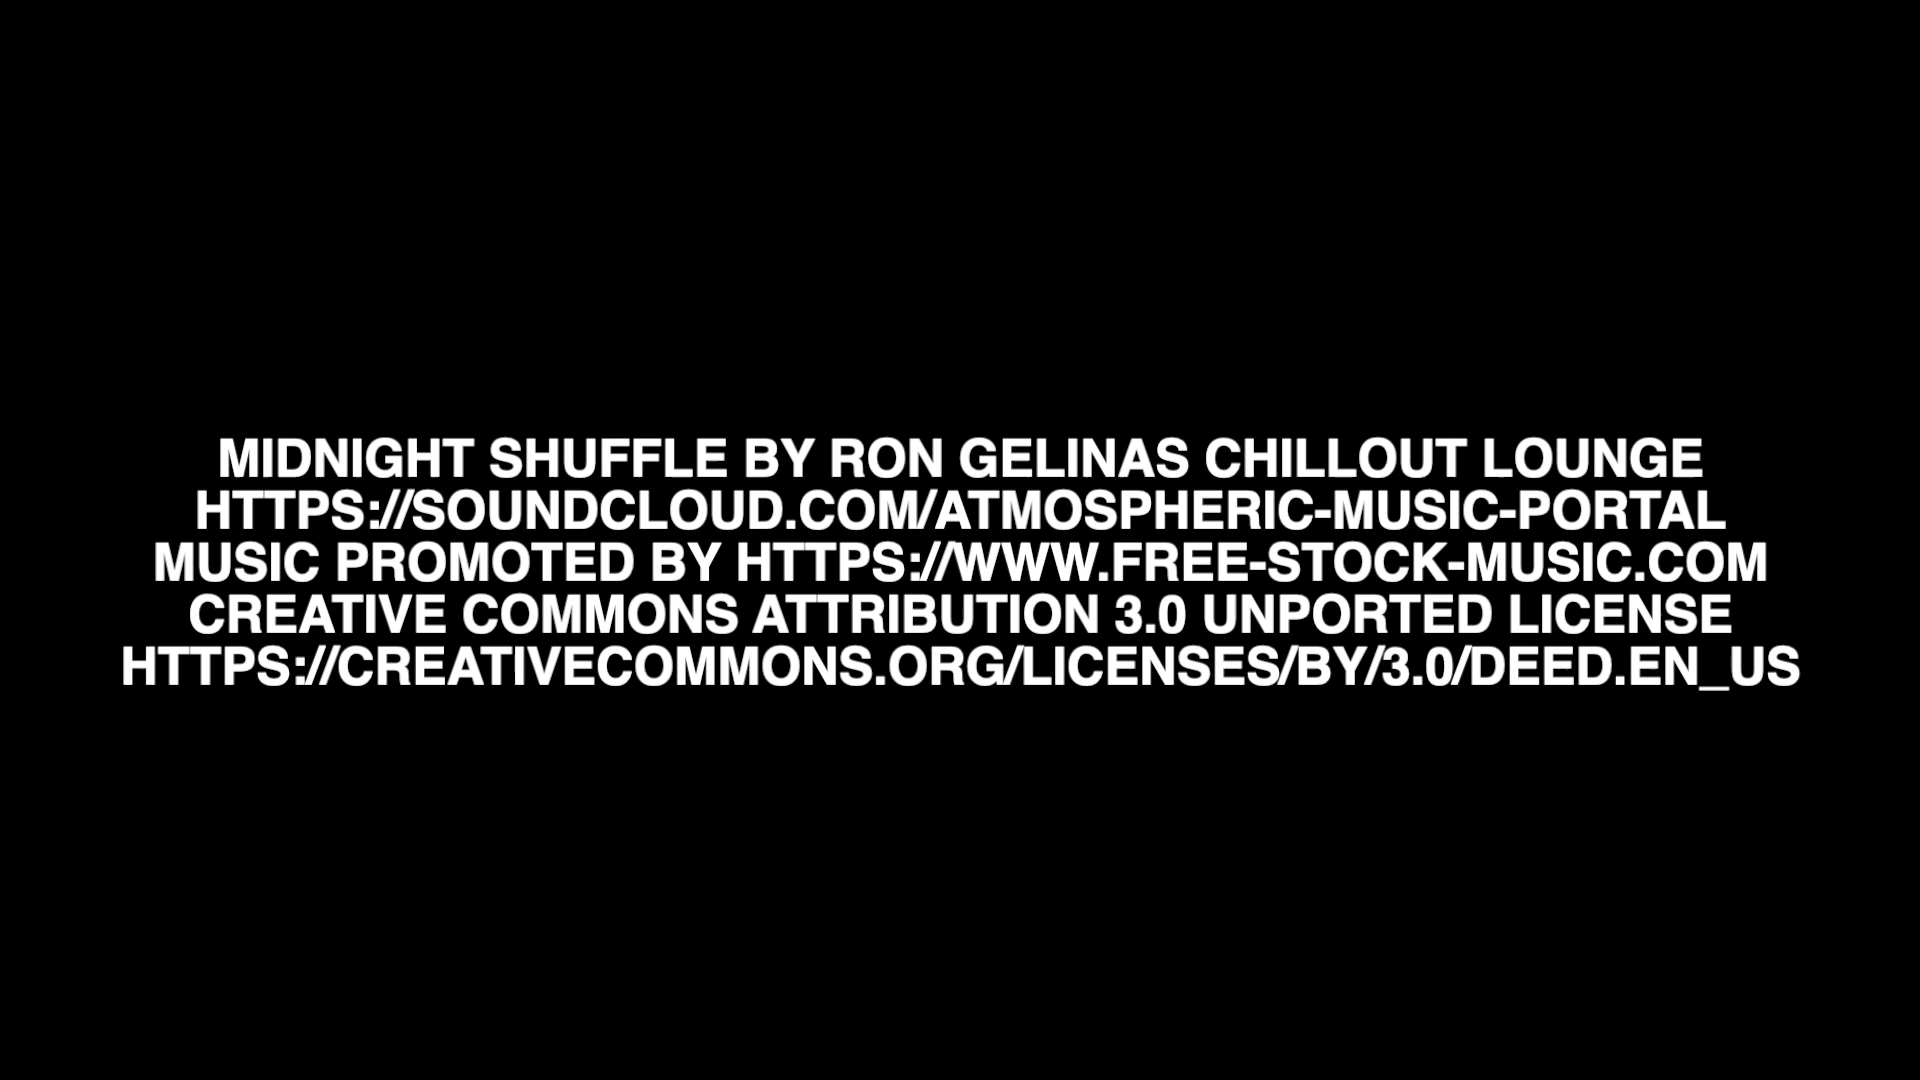 MIDNIGHT SHUFFLE BY RON GELINAS CHILLOUT LOUNGE
HTTPS://SOUNDCLOUD.COM/ATMOSPHERIC-MUSIC-PORTAL
MUSIC PROMOTED BY HTTPS://WWW.FREE-STOCK-MUSIC.COM
CREATIVE COMMONS ATTRIBUTION 3.0 UNPORTED LICENSE
HTTPS://CREATIVECOMMONS.ORG/LICENSES/BY/3.0/DEED.EN_US